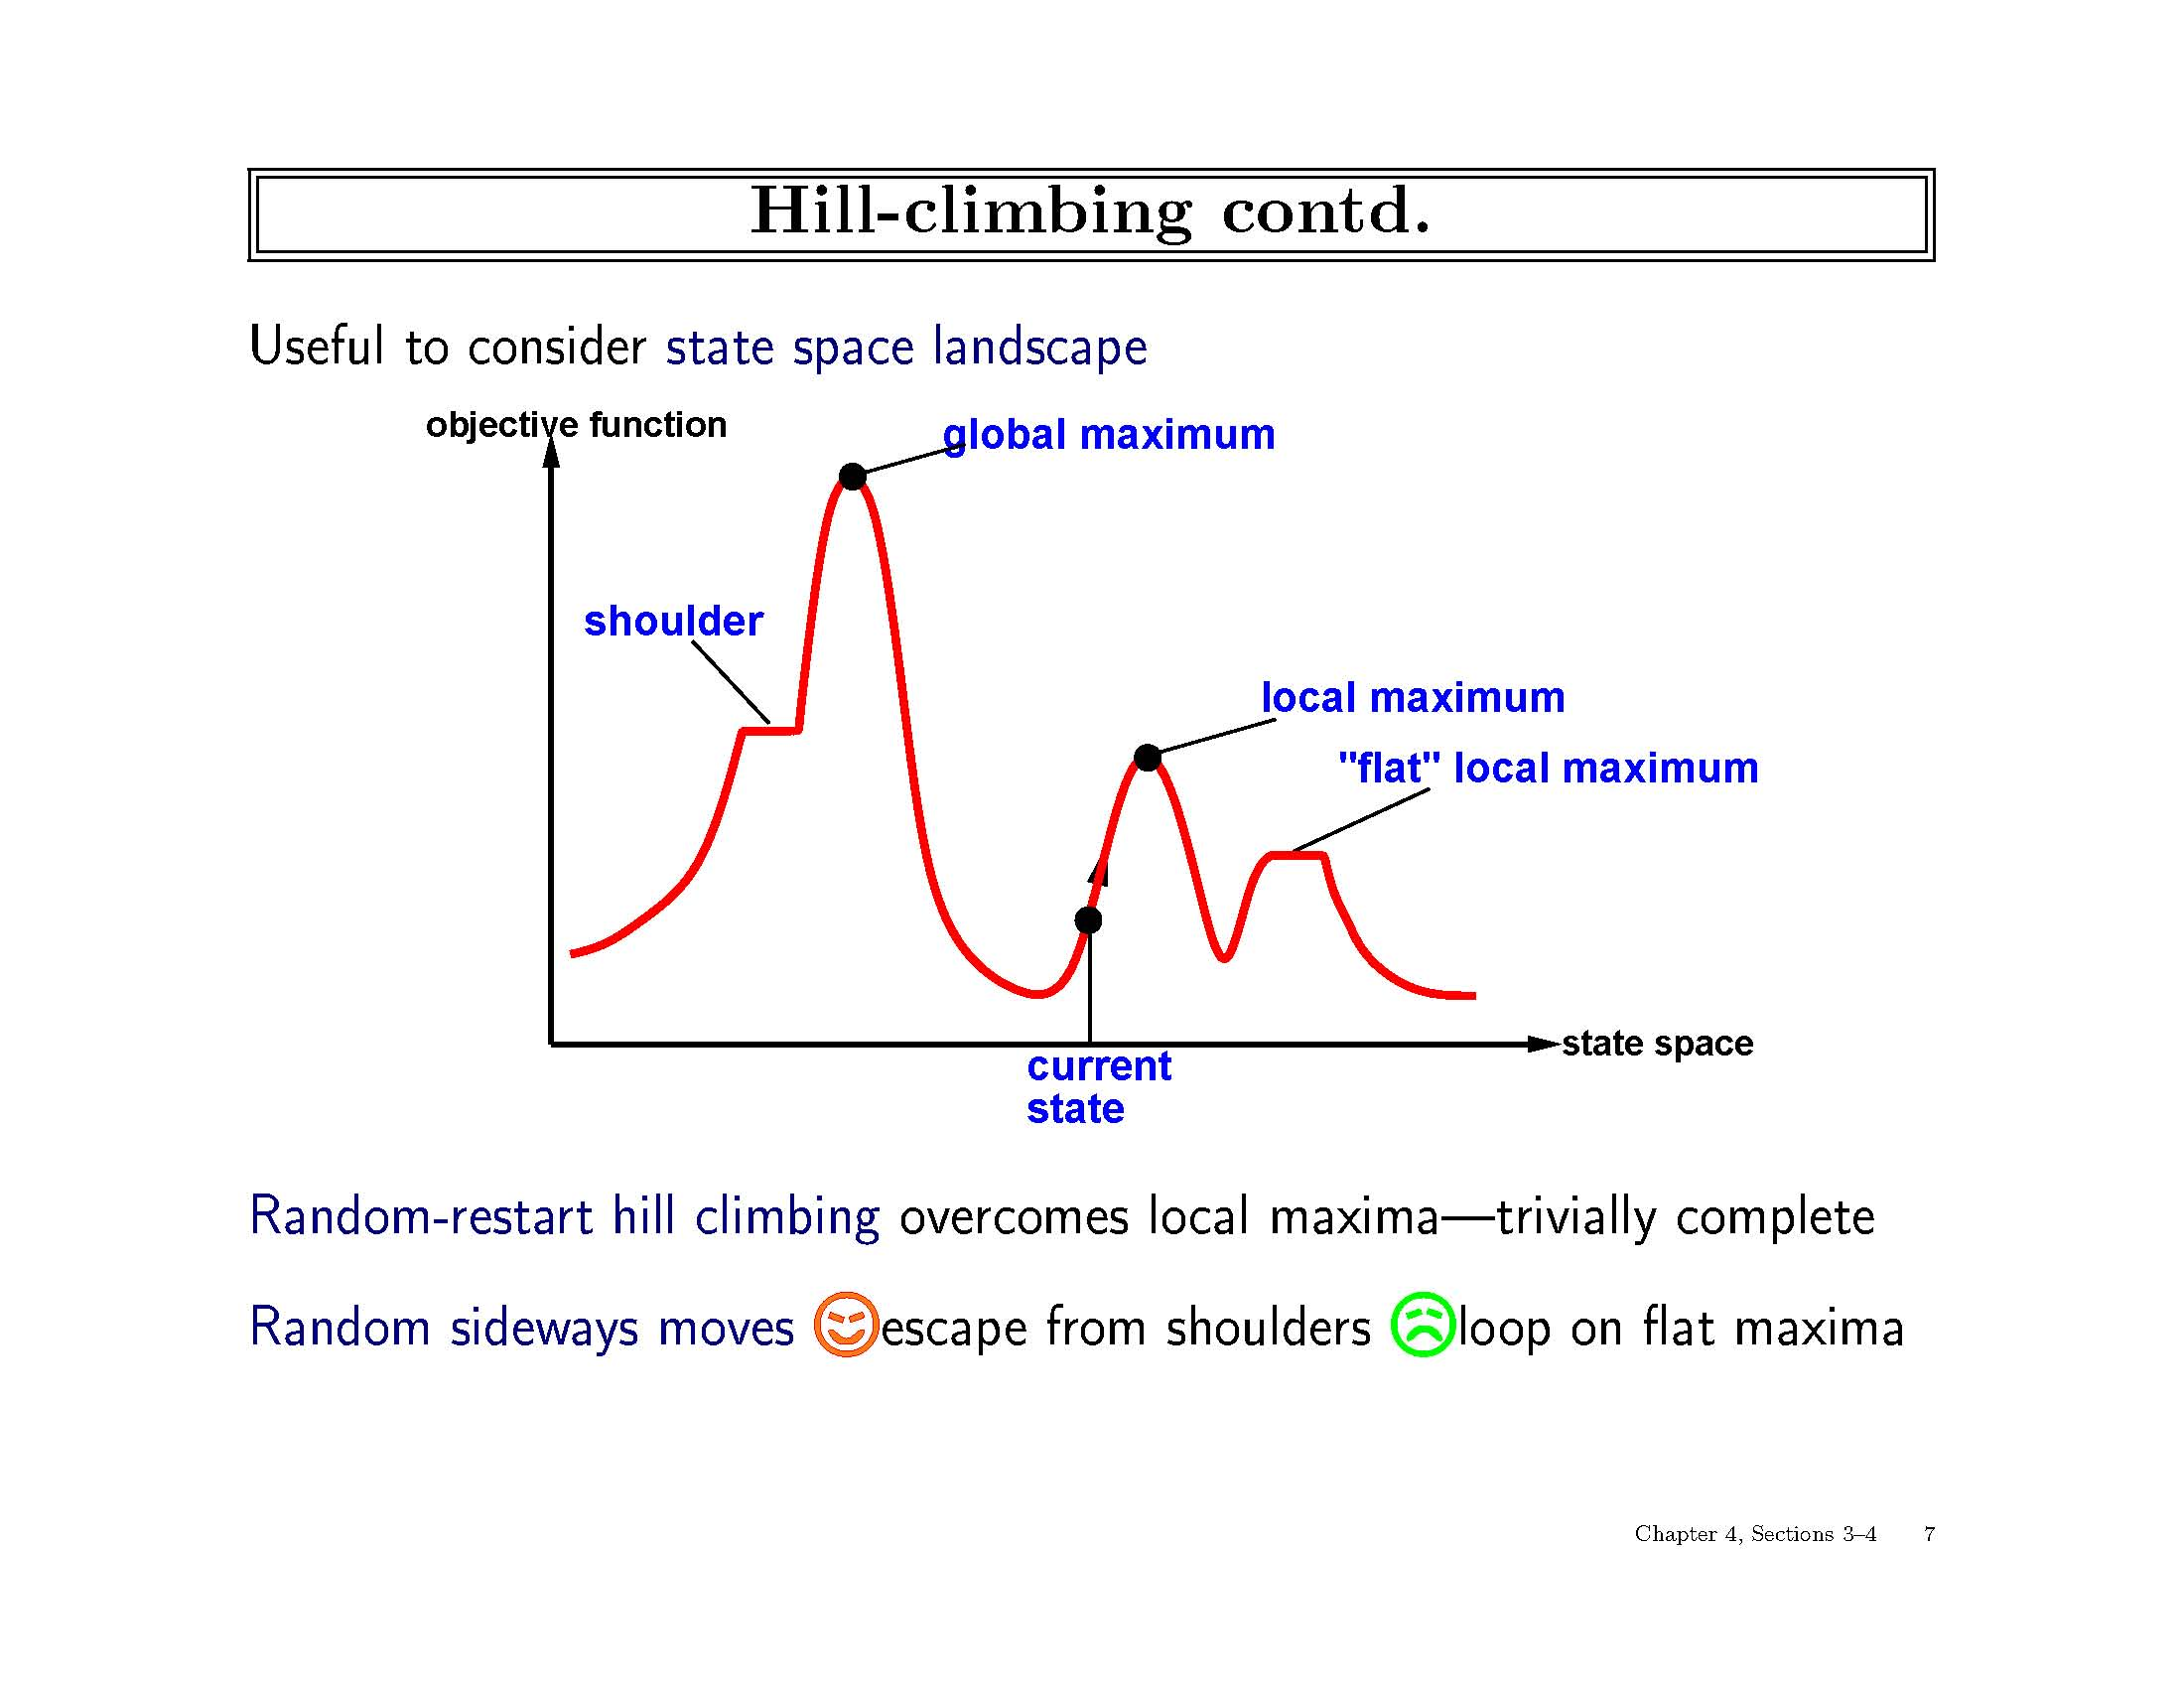 Hill-climbing contd.
Useful to consider state space landscape
objective function
global maximum
shoulder
local maximum
"flat" local maximum
state space
current
state
Random-restart hill climbing overcomes local maxima—trivially complete
Random sideways moves escape from shoulders loop on flat maxima
Chapter 4, Sections 3–4 7